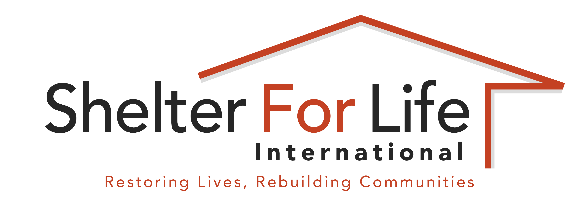 Shelter For Life
International
Restoring Lives, Rebuilding Communities